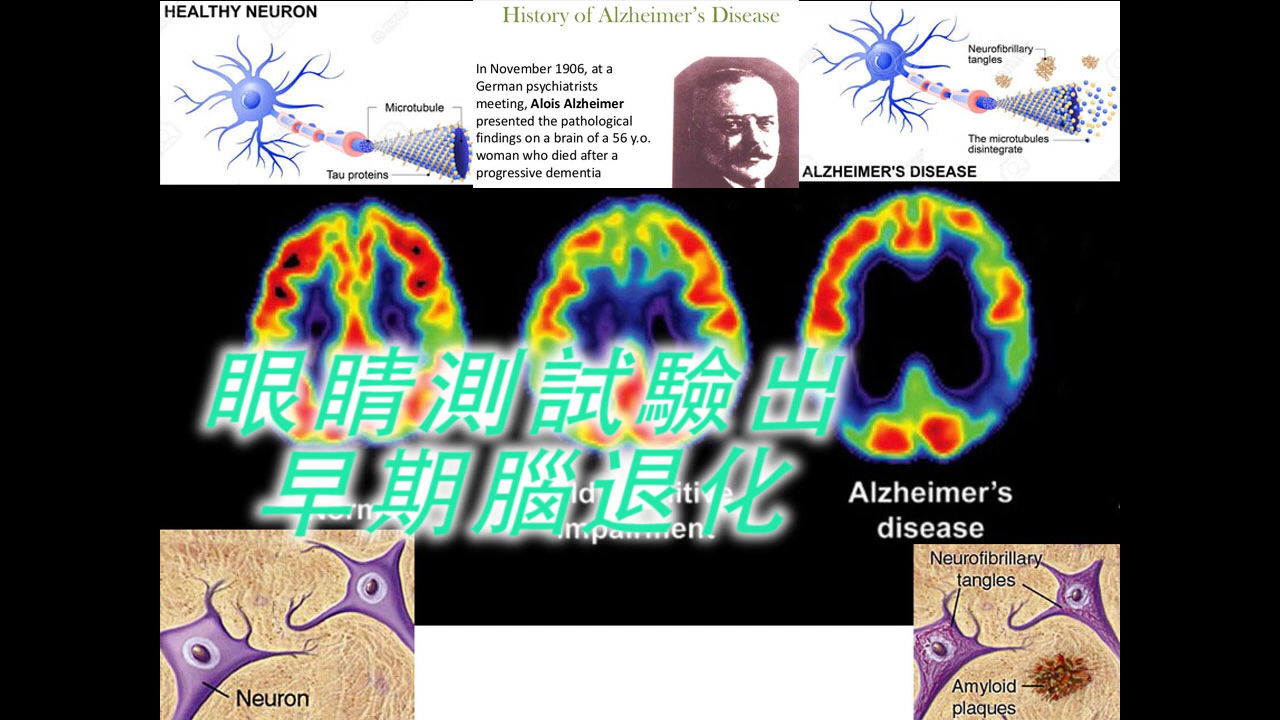 HEALTHY NEURON
Microtubule
Tau proteins
History of Alzheimer's Disease
In November 1906, at a
German psychiatrists
meeting, Alois Alzheimer
presented the pathological
findings on a brain of a 56 y.o.
woman who died after a
progressive dementia
Neurofibrillary
tangles
The microtubules
disintegrate
ALZHEIMER'S DISEASE
眼睛測試驗出
早期腦退化
impairment
Alzheimer's
disease
Neuron
Neurofibrillary
tangles
Amyloid
plaques